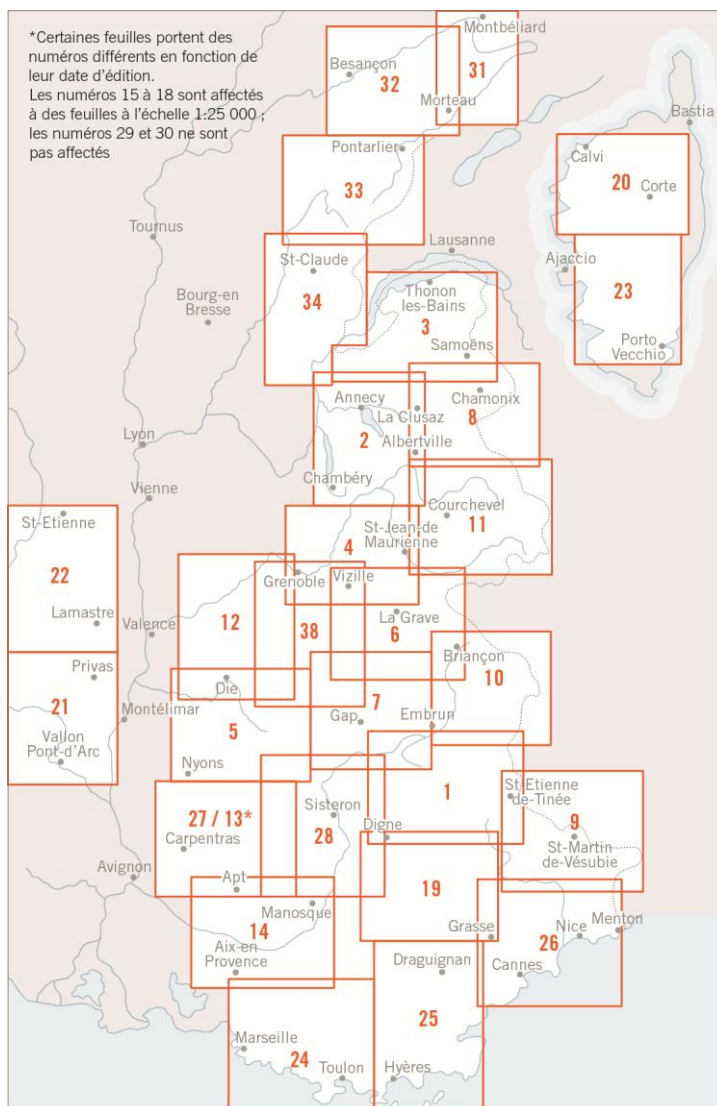 *Certaines feuilles portent des
numéros différents en fonction de
leur date d'édition.
Les numéros 15 à 18 sont affectés
à des feuilles à l'échelle 1:25 000 ;
les numéros 29 et 30 ne sont
pas affectés
Montbéliard
31
Besançon
32
Morteau
Pontarlier
33
Bastia
Calvi
20
Corte
Ajaccio
23
Porto
Vecchio
Tournus
Lausanne
St-Claude
34
Bourg-en
Bresse
Thonon
les-Bains
3
Samoëns
Chamonix
8
Annecy
La Clusaz
2
Albertville
Lyon
Chambéry
Vienne
Courchevel
11
St-Etienne
22
St-Jean-de
Maurienne
4
Grenoble
Vizille
Lamastre
Valence
12
38
La Grave
6
Briançon
10
Privas
21
Die
7
Montélimar
Gap
Embrun
Vallon
Pont-d'Arc
5
Nyons
1
St-Etienne
de-Tinée
27 / 13*
Sisteron
28
Digne
9
St-Martin
de-Vésubie
Carpentras
Avignon
Apt
19
Manosque
14
Grasse
26
Nice
Menton
Aix-en
Provence
Draguignan
Cannes
25
Marseille
24
Toulon
Hyères